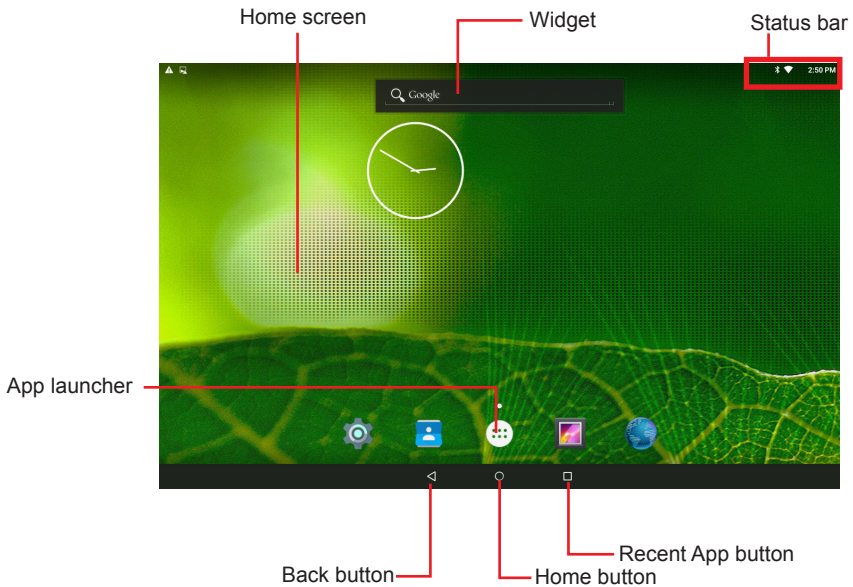 Home screen
Widget
Status bar
2:50 PM
Google
App launcher
Recent App button
Back button
Home button